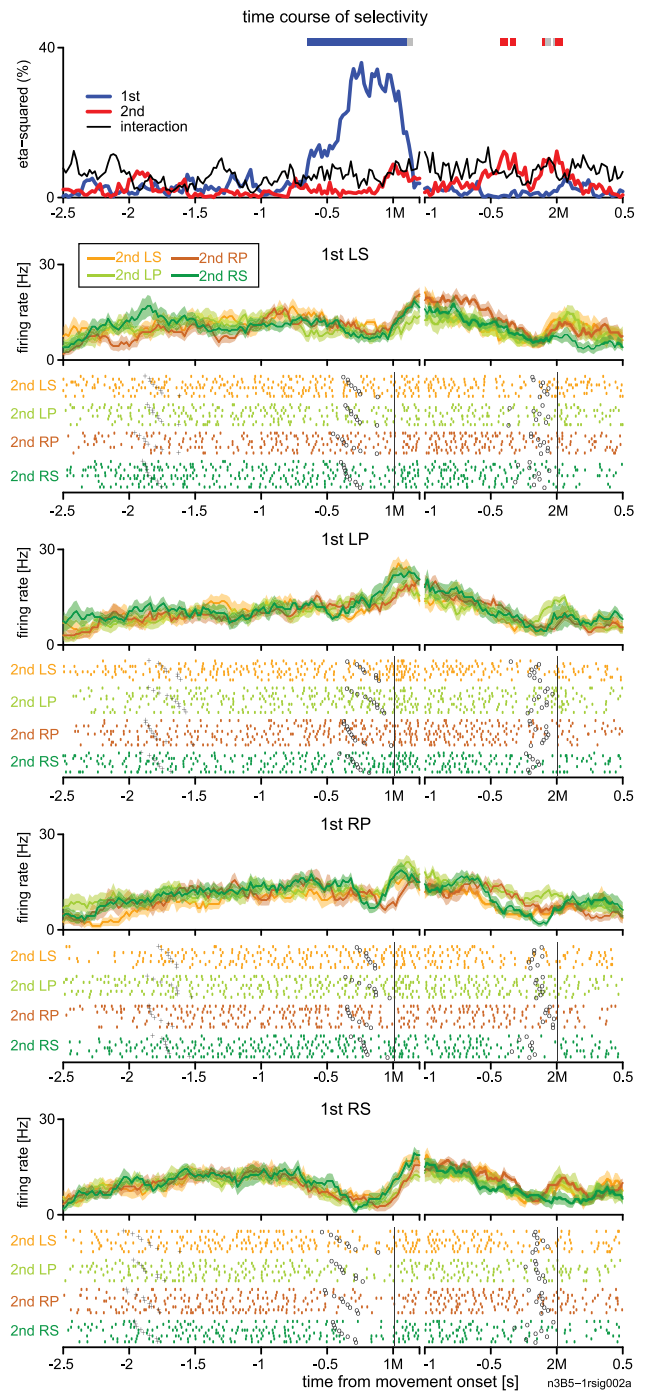 time course of selectivity
40
eta-squared (%)
1st
2nd
interaction
0
-2.5 -2 -1.5 -1 -0.5 1M -1 -0.5 2M 0.5
2nd LS 2nd RP
2nd LP 2nd RS
1st LS
30
firing rate [Hz]
0
2nd LS
2nd LP
2nd RP
2nd RS
-2.5 -2 -1.5 -1 -0.5 1M -1 -0.5 2M 0.5
1st LP
30
firing rate [Hz]
0
2nd LS
2nd LP
2nd RP
2nd RS
-2.5 -2 -1.5 -1 -0.5 1M -1 -0.5 2M 0.5
1st RP
30
firing rate [Hz]
0
2nd LS
2nd LP
2nd RP
2nd RS
-2.5 -2 -1.5 -1 -0.5 1M -1 -0.5 2M 0.5
1st RS
30
firing rate [Hz]
0
2nd LS
2nd LP
2nd RP
2nd RS
-2.5 -2 -1.5 -1 -0.5 1M -1 -0.5 2M 0.5
time from movement onset [s]
n3B5-1rsig002a